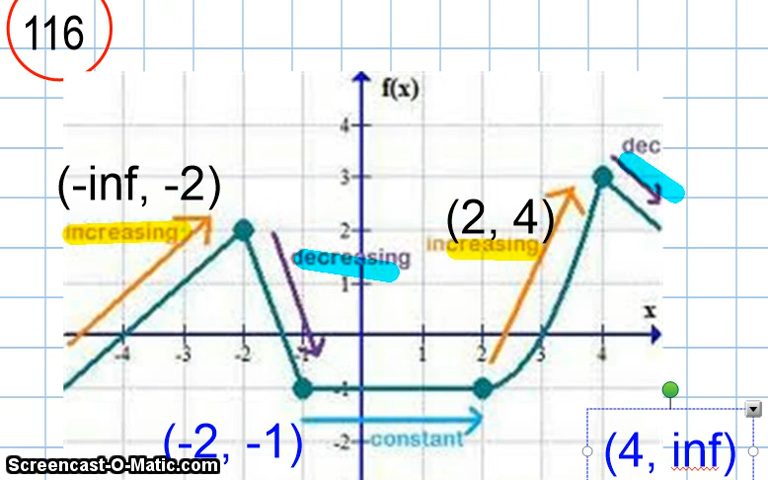 116
f(x)
4
dec
(-inf, -2)
3
(2, 4)
increasing
2
increasing
decreasing
1
x
-4
-3
-2
-1
1
2
3
4
-1
(-2, -1)
-2
constant
(4, inf)
Screencast-O-Matic.com